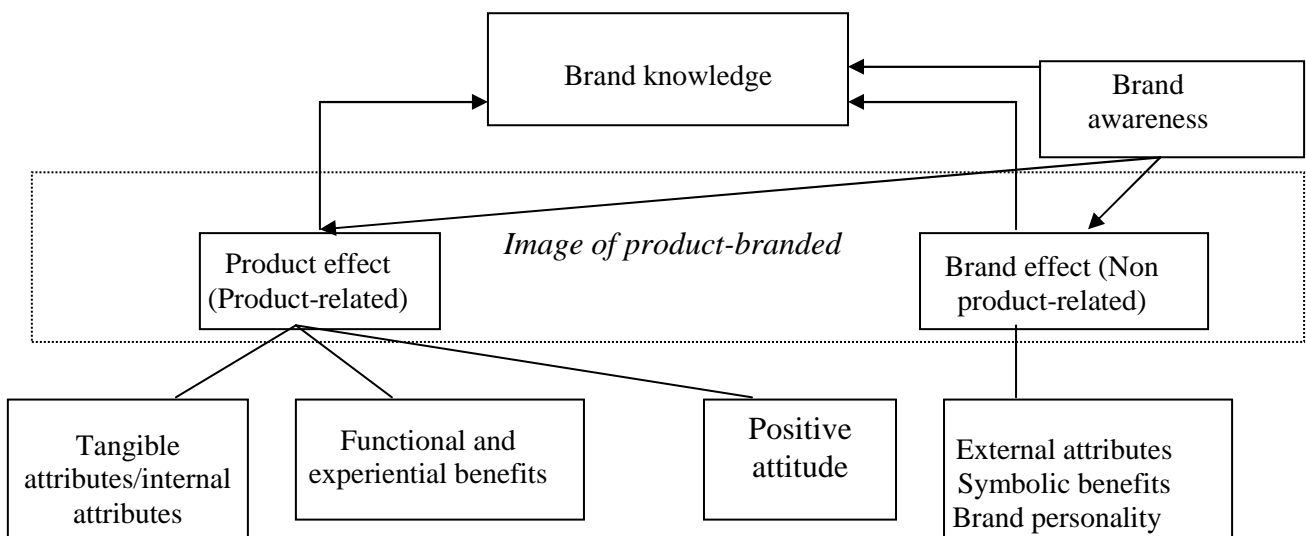 Brand knowledge
Brand
awareness
Image of product-branded
Product effect
(Product-related)
Brand effect (Non
product-related)
Tangible
attributes/internal
attributes
Functional and
experiential benefits
Positive
attitude
External attributes
Symbolic benefits
Brand personality